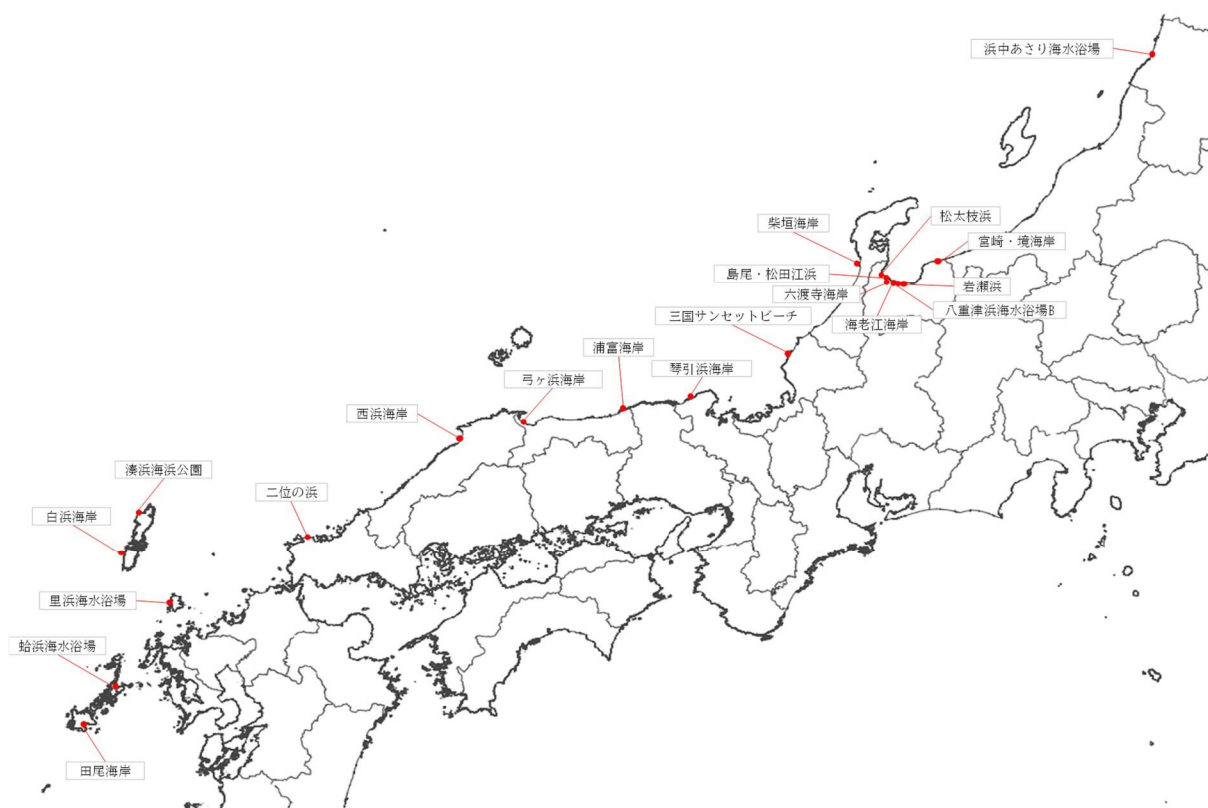 浜中あさり海水浴場
松太枝浜
柴垣海岸
宮崎・境海岸
島尾・松田江浜
岩瀬浜
六渡寺海岸
八重津浜海水浴場B
三国サンセットビーチ
海老江海岸
浦富海岸
琴引浜海岸
弓ヶ浜海岸
西浜海岸
湊浜海浜公園
二位の浜
白浜海岸
里浜海水浴場
蛤浜海水浴場
田尾海岸